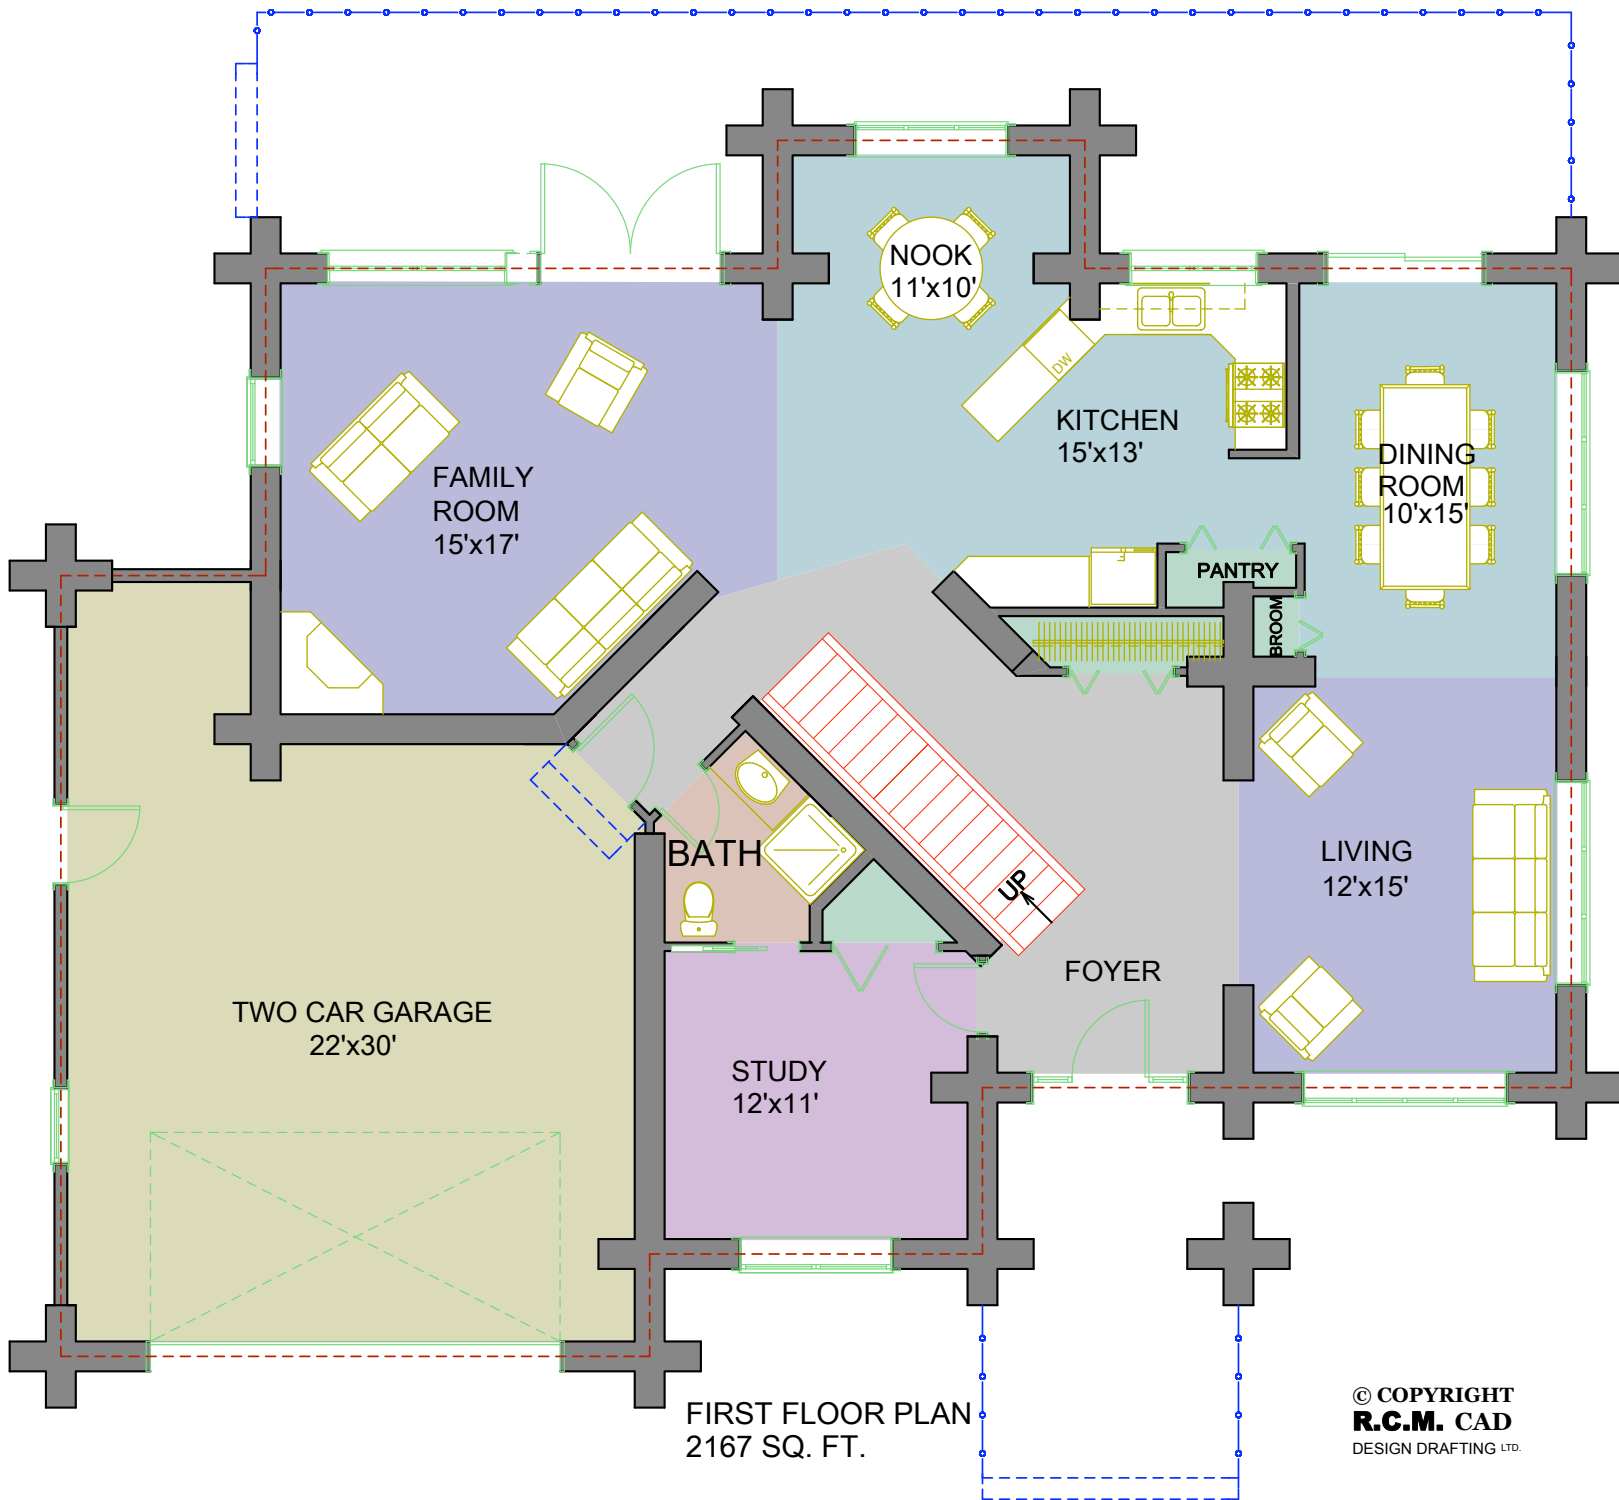 NOOK
11'x10'
DW
KITCHEN
15'x13'
DINING
ROOM
10'x15'
FAMILY
ROOM
15'x17'
F
PANTRY
BROOM
BATH
LIVING
12'x15'
UP
FOYER
TWO CAR GARAGE
22'x30'
STUDY
12'x11'
FIRST FLOOR PLAN
2167 SQ. FT.
© COPYRIGHT
R.C.M. CAD
DESIGN DRAFTING LTD.